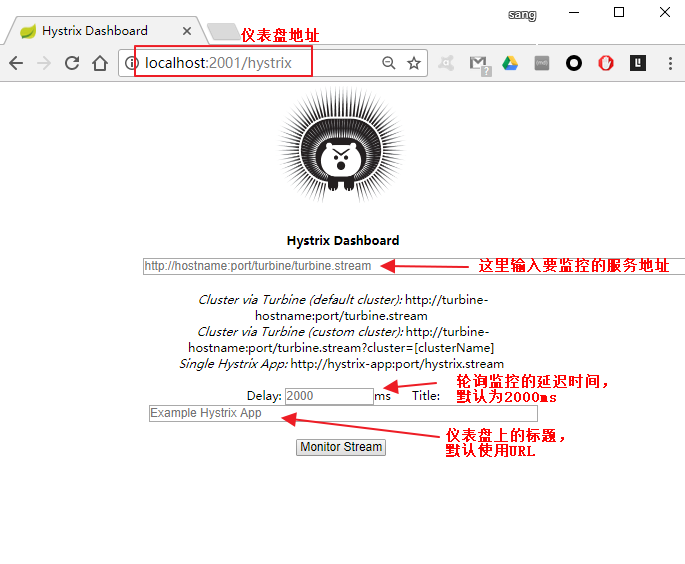 sang
Hystrix Dashboard
仪表盘地址
localhost:2001/hystrix
Hystrix Dashboard
http://hostname:port/turbine/turbine.stream
这里输入要监控的服务地址
Cluster via Turbine (default cluster): http://turbine-
hostname:port/turbine.stream
Cluster via Turbine (custom cluster): http://turbine-
hostname:port/turbine.stream?cluster=[clusterName]
Single Hystrix App: http://hystrix-app:port/hystrix.stream
轮询监控的延迟时间，
Delay: 2000 ms Title:
默认为2000ms
Example Hystrix App
仪表盘上的标题，
Monitor Stream
默认使用URL